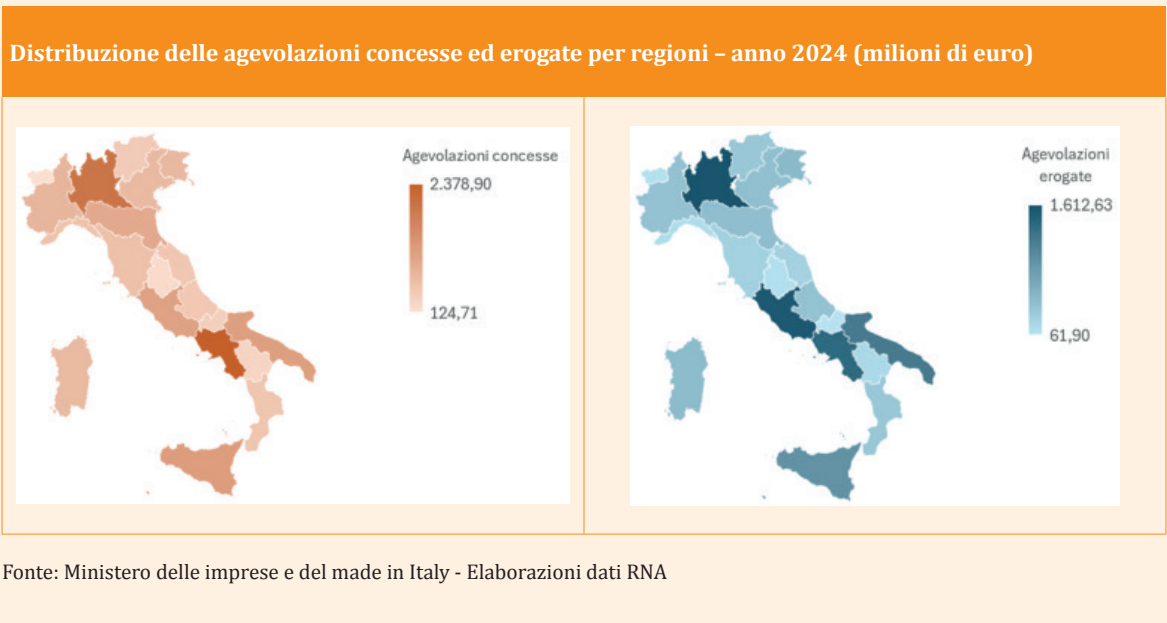 Distribuzione delle agevolazioni concesse ed erogate per regioni – anno 2024 (milioni di euro)
Agevolazioni concesse
2.378,90
124,71
Agevolazioni
erogate
1.612,63
61,90
Fonte: Ministero delle imprese e del made in Italy - Elaborazioni dati RNA